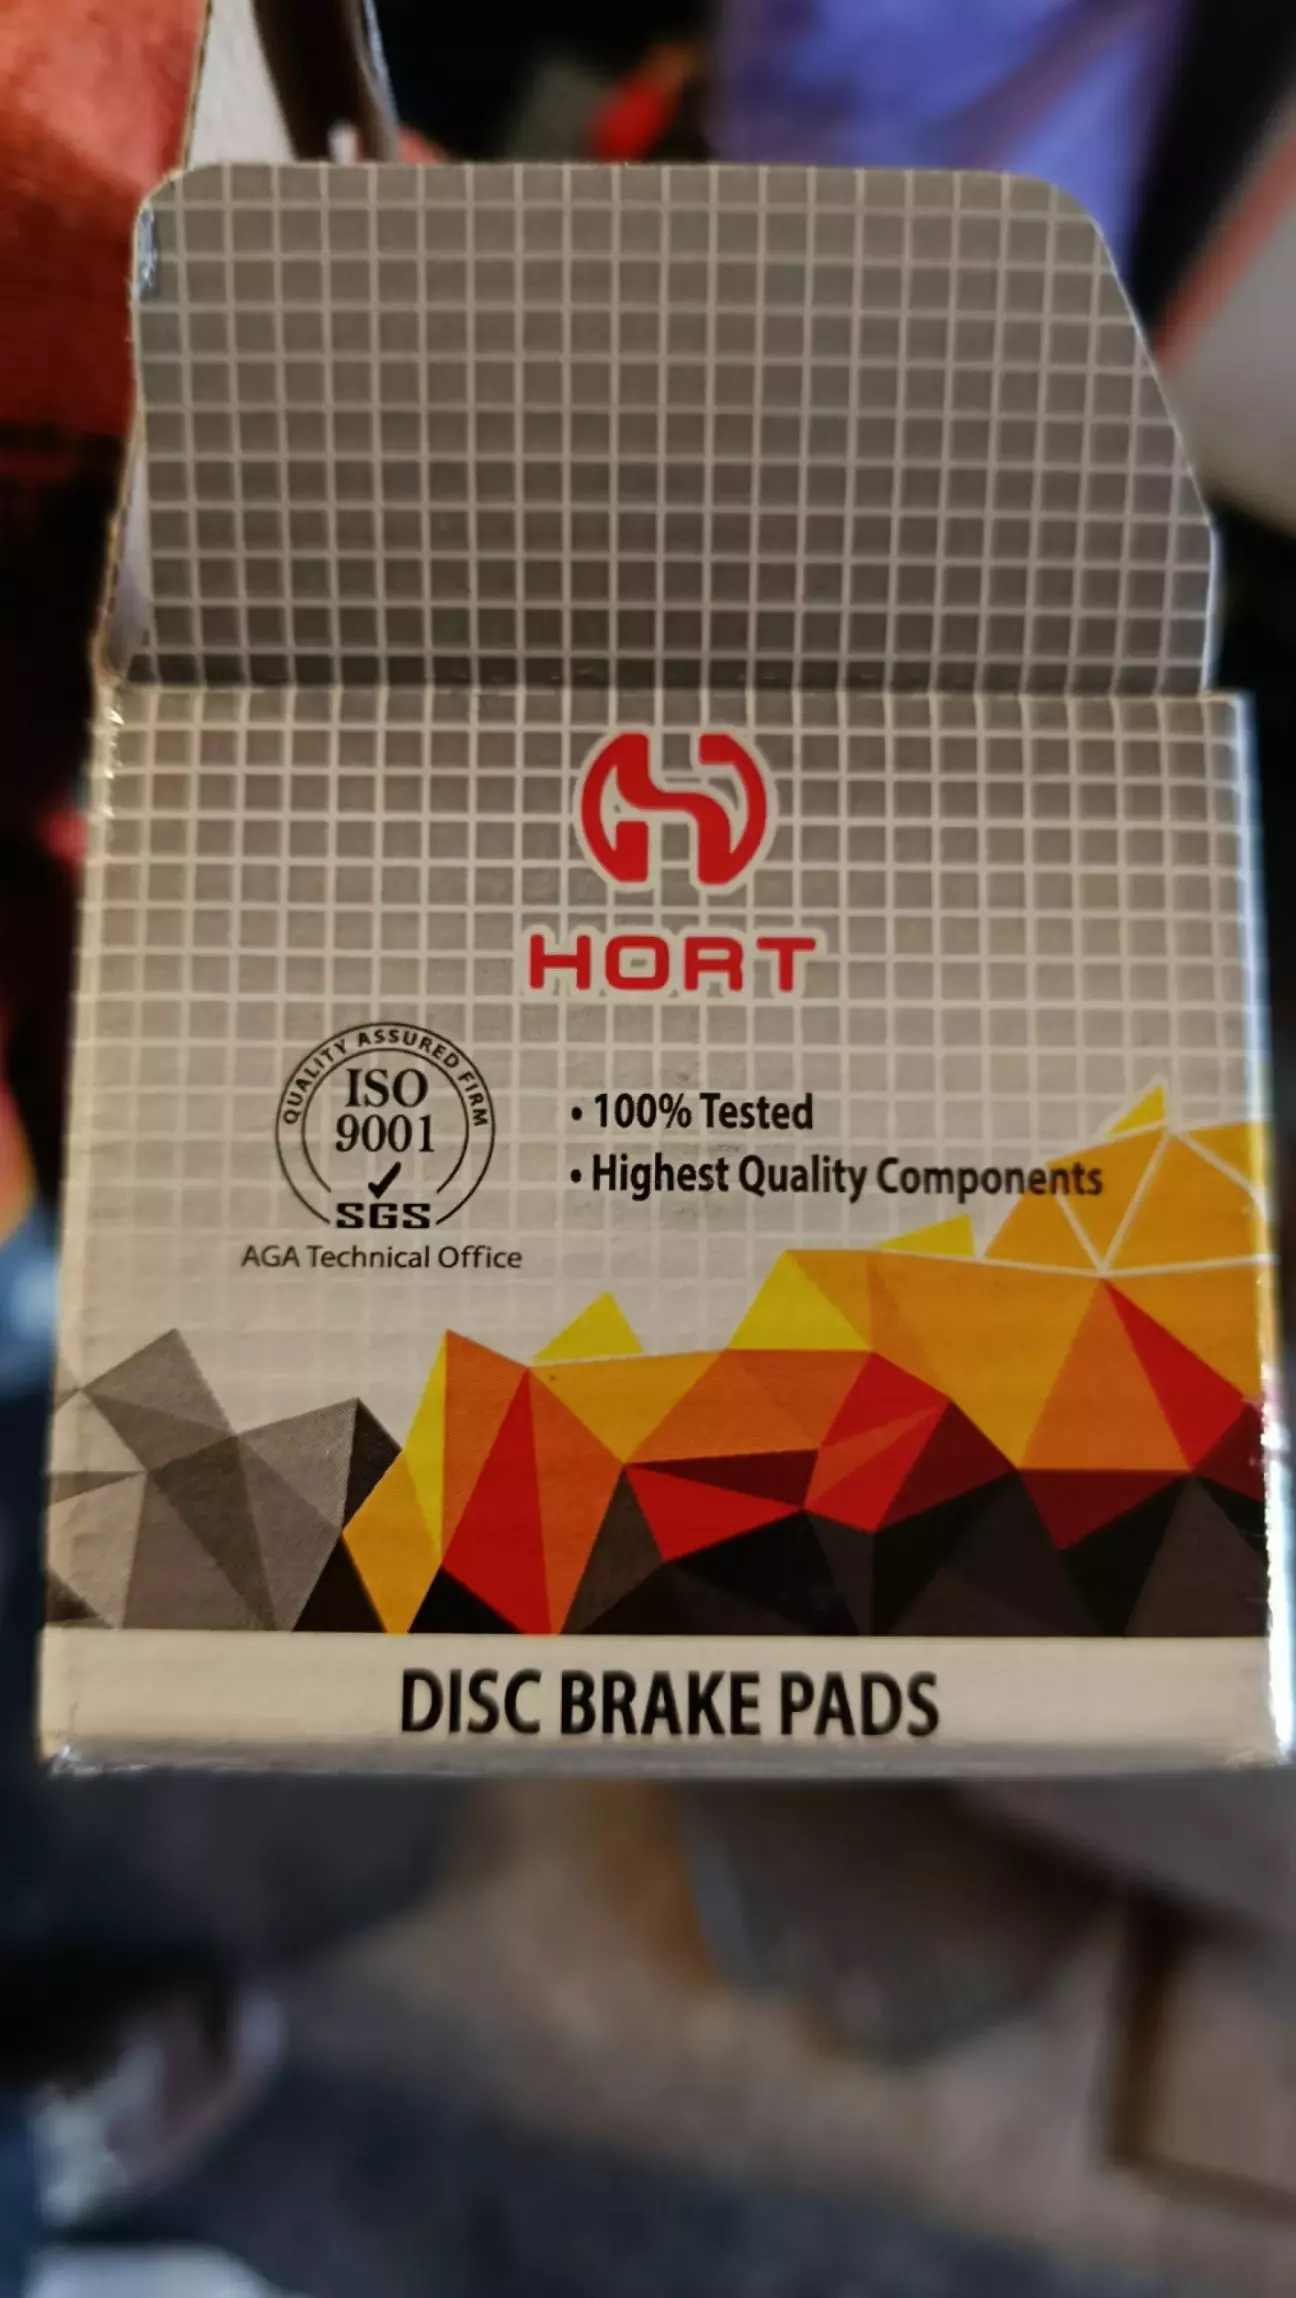 HORT
QUALITY ASSURED FIRM
ISO
9001
SGS
AGA Technical Office
• 100% Tested
• Highest Quality Components
DISC BRAKE PADS